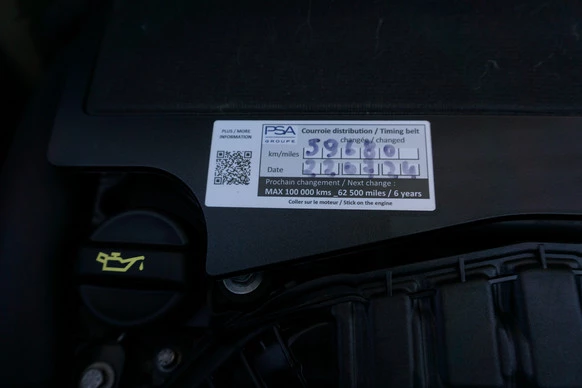 PLUS / MORE
INFORMATION
PSA
GROUPE
Courroie distribution / Timing belt
changée / changed
km/miles 59680
Date
Prochain changement / Next change :
MAX 100 000 kms _62 500 miles / 6 years
Coller sur le moteur / Stick on the engine